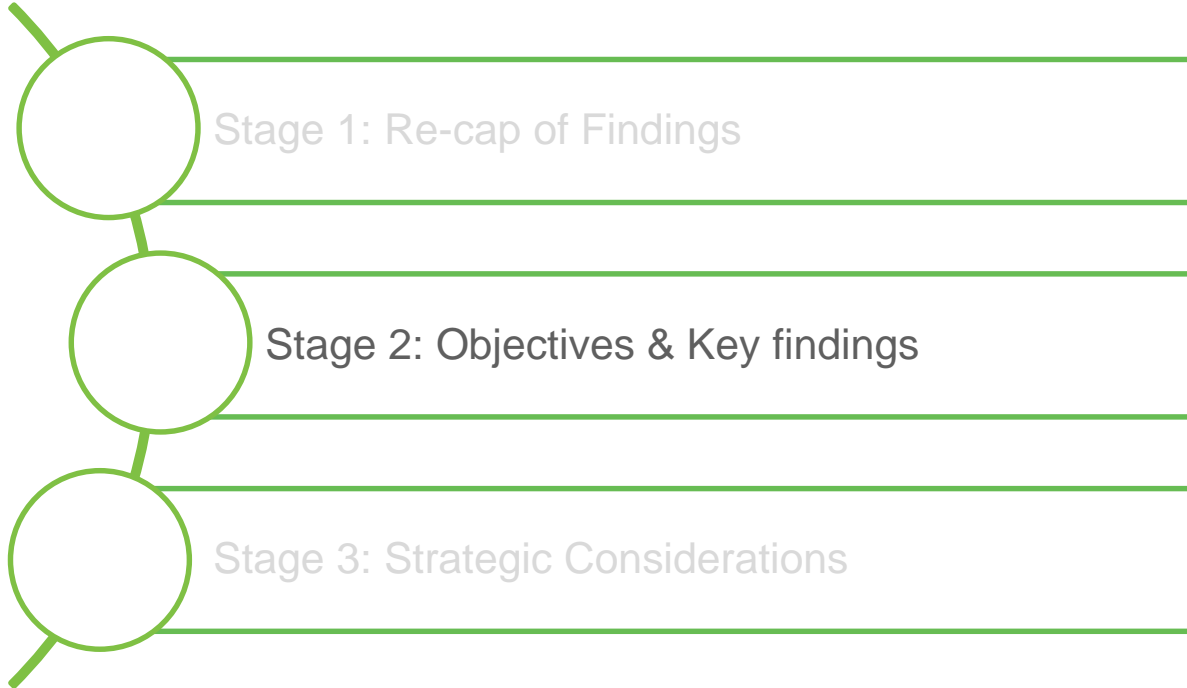 Stage 1: Re-cap of Findings
Stage 2: Objectives & Key findings
Stage 3: Strategic Considerations